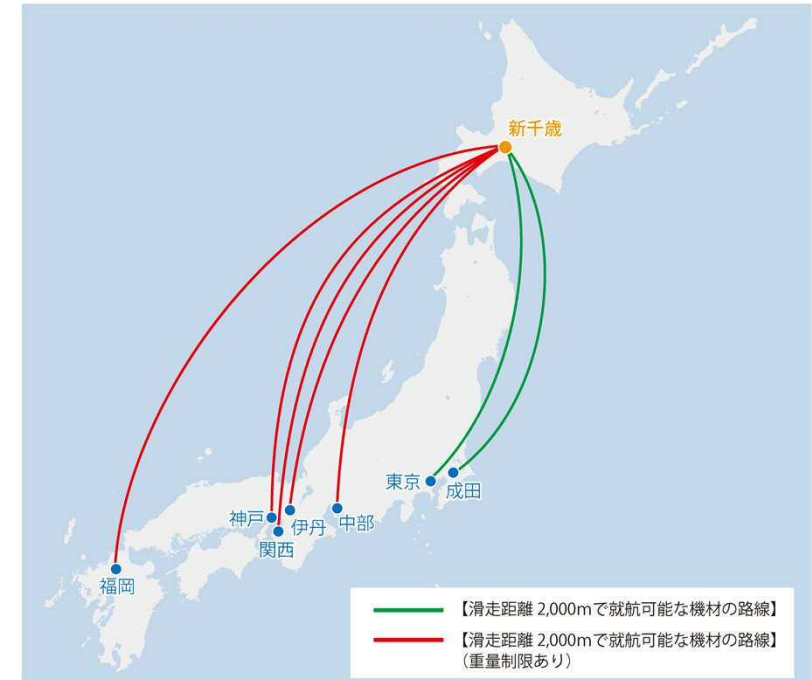 新千歳
東京
成田
神戸
伊丹
中部
関西
福岡
【滑走距離 2,000mで就航可能な機材の路線】
【滑走距離 2,000mで就航可能な機材の路線】
（重量制限あり）